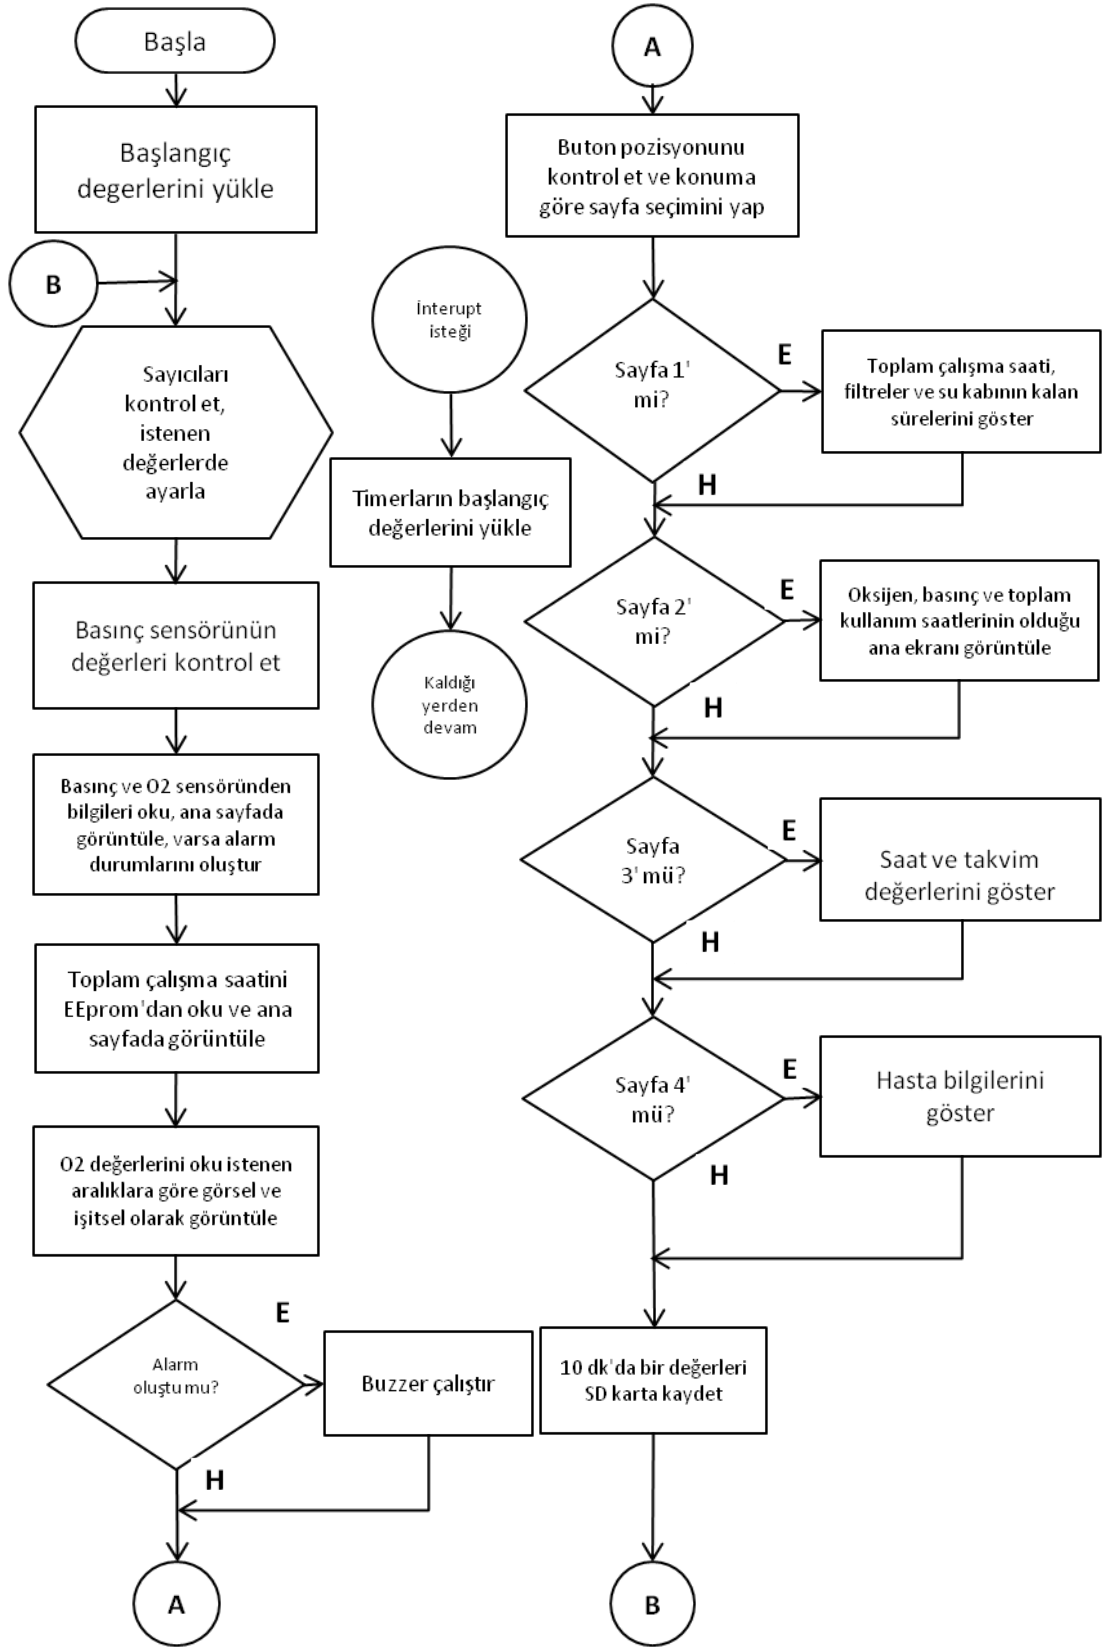 Başla
Başlangıç
degerlerini yükle
B
Sayıcıları
kontrol et,
istenen
değerlerde
ayarla
Basınç sensörünün
değerleri kontrol et
Basınç ve O2 sensöründen
bilgileri oku, ana sayfada
görüntüle, varsa alarm
durumlarını oluştur
Toplam çalışma saatini
EEprom'dan oku ve ana
sayfada görüntüle
O2 değerlerini oku istenen
aralıklara göre görsel ve
işitsel olarak görüntüle
Alarm
oluştu mu?
E
Buzzer çalıştır
H
A
İnterupt
isteği
Timerların başlangıç
değerlerini yükle
Kaldığı
yerden
devam
A
Buton pozisyonunu
kontrol et ve konuma
göre sayfa seçimini yap
Sayfa 1'
mi?
E
Toplam çalışma saati,
filtreler ve su kabının kalan
sürelerini göster
H
Sayfa 2'
mi?
E
Oksijen, basınç ve toplam
kullanım saatlerinin olduğu
ana ekranı görüntüle
H
Sayfa
3' mü?
E
Saat ve takvim
değerlerini göster
H
Sayfa 4'
mü?
E
Hasta bilgilerini
göster
H
10 dk'da bir değerleri
SD karta kaydet
B